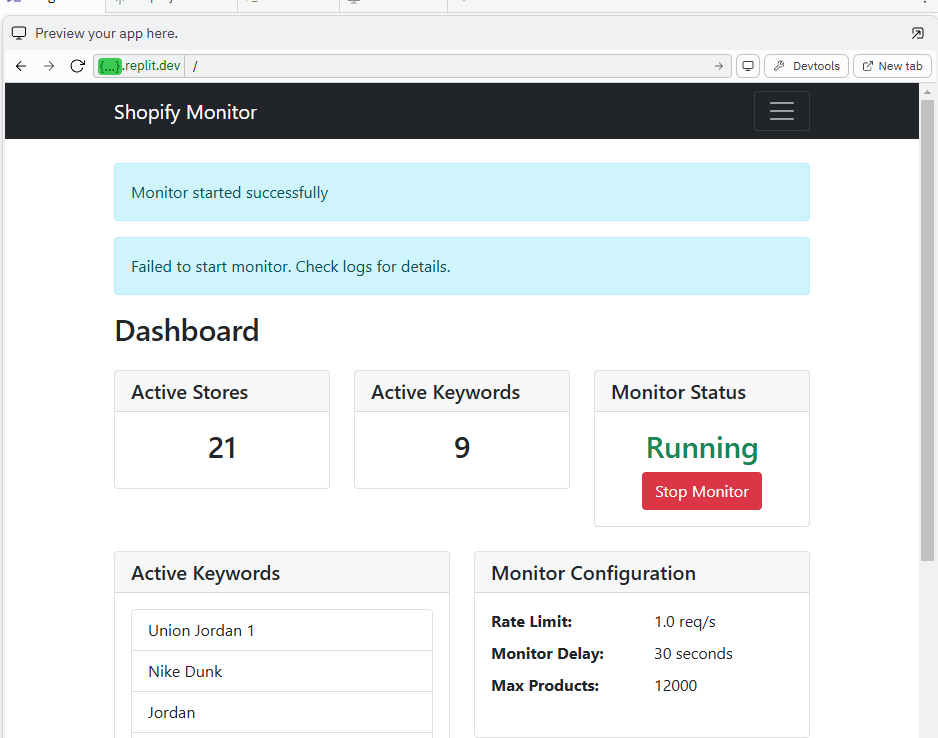 Preview your app here.
{...}.replit.dev /
Devtools
New tab
Shopify Monitor
Monitor started successfully
Failed to start monitor. Check logs for details.
Dashboard
Active Stores
21
Active Keywords
9
Monitor Status
Running
Stop Monitor
Active Keywords
Union Jordan 1
Nike Dunk
Jordan
Monitor Configuration
Rate Limit: 1.0 req/s
Monitor Delay: 30 seconds
Max Products: 12000